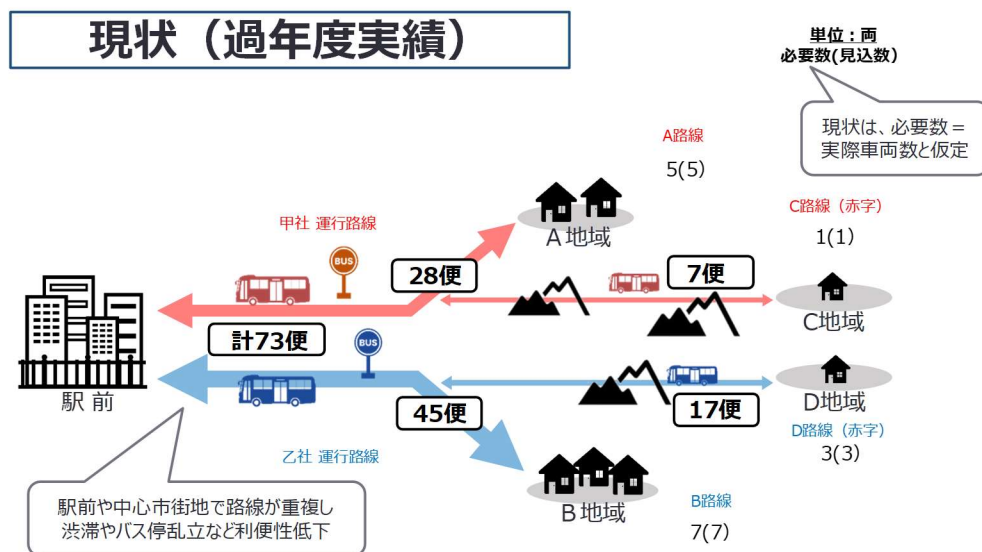 現状（過年度実績）
単位：両
必要数(見込数）
現状は、必要数＝
実際車両数と仮定
A路線
5(5）
C路線（赤字）
1(1）
甲社 運行路線
BUS
A地域
28便
7便
C地域
計73便
BUS
駅 前
45便
17便
D地域
D路線（赤字）
3(3）
乙社 運行路線
駅前や中心市街地で路線が重複し
渋滞やバス停乱立など利便性低下
B地域
B路線
7(7）